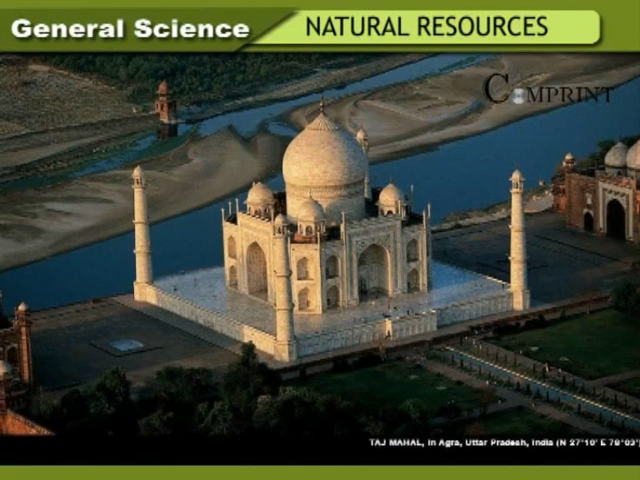 General Science
NATURAL RESOURCES
COMPRINT
TAJ MAHAL, in Agra, Uttar Pradesh, India (N 27°10' E 78°03')